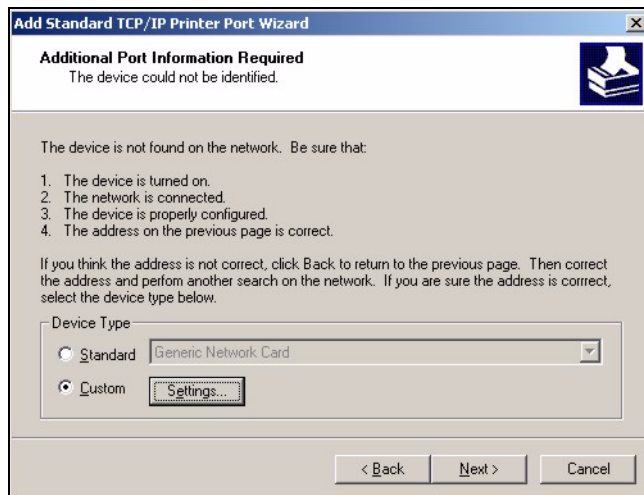 Add Standard TCP/IP Printer Port Wizard
Additional Port Information Required
The device could not be identified.
The device is not found on the network. Be sure that:
1. The device is turned on.
2. The network is connected.
3. The device is properly configured.
4. The address on the previous page is correct.
If you think the address is not correct, click Back to return to the previous page. Then correct
the address and perfom another search on the network. If you are sure the address is corrrect,
select the device type below.
Device Type
Standard Generic Network Card
Custom Settings...
< Back Next > Cancel